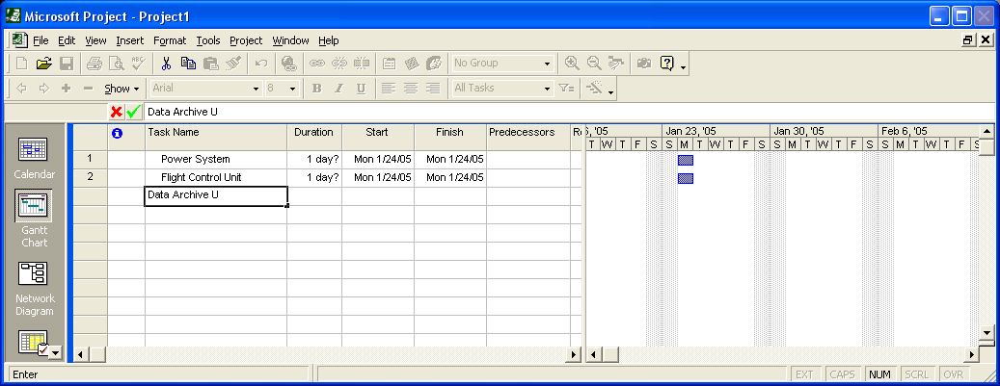 Microsoft Project - Project1
File Edit View Insert Format Tools Project Window Help
ABC No Group ?
Show Arial 8 B I U All Tasks
Data Archive U
Task Name Duration Start Finish Predecessors Re 6, '05 Jan 23, '05 Jan 30, '05 Feb 6, '05
T W T F S S M T W T F S S M T W T F S S M T W T F S
1 Power System 1 day? Mon 1/24/05 Mon 1/24/05
2 Flight Control Unit 1 day? Mon 1/24/05 Mon 1/24/05
Data Archive U
Calendar
Gantt
Chart
Network
Diagram
Enter EXT CAPS NUM SCRL OVR